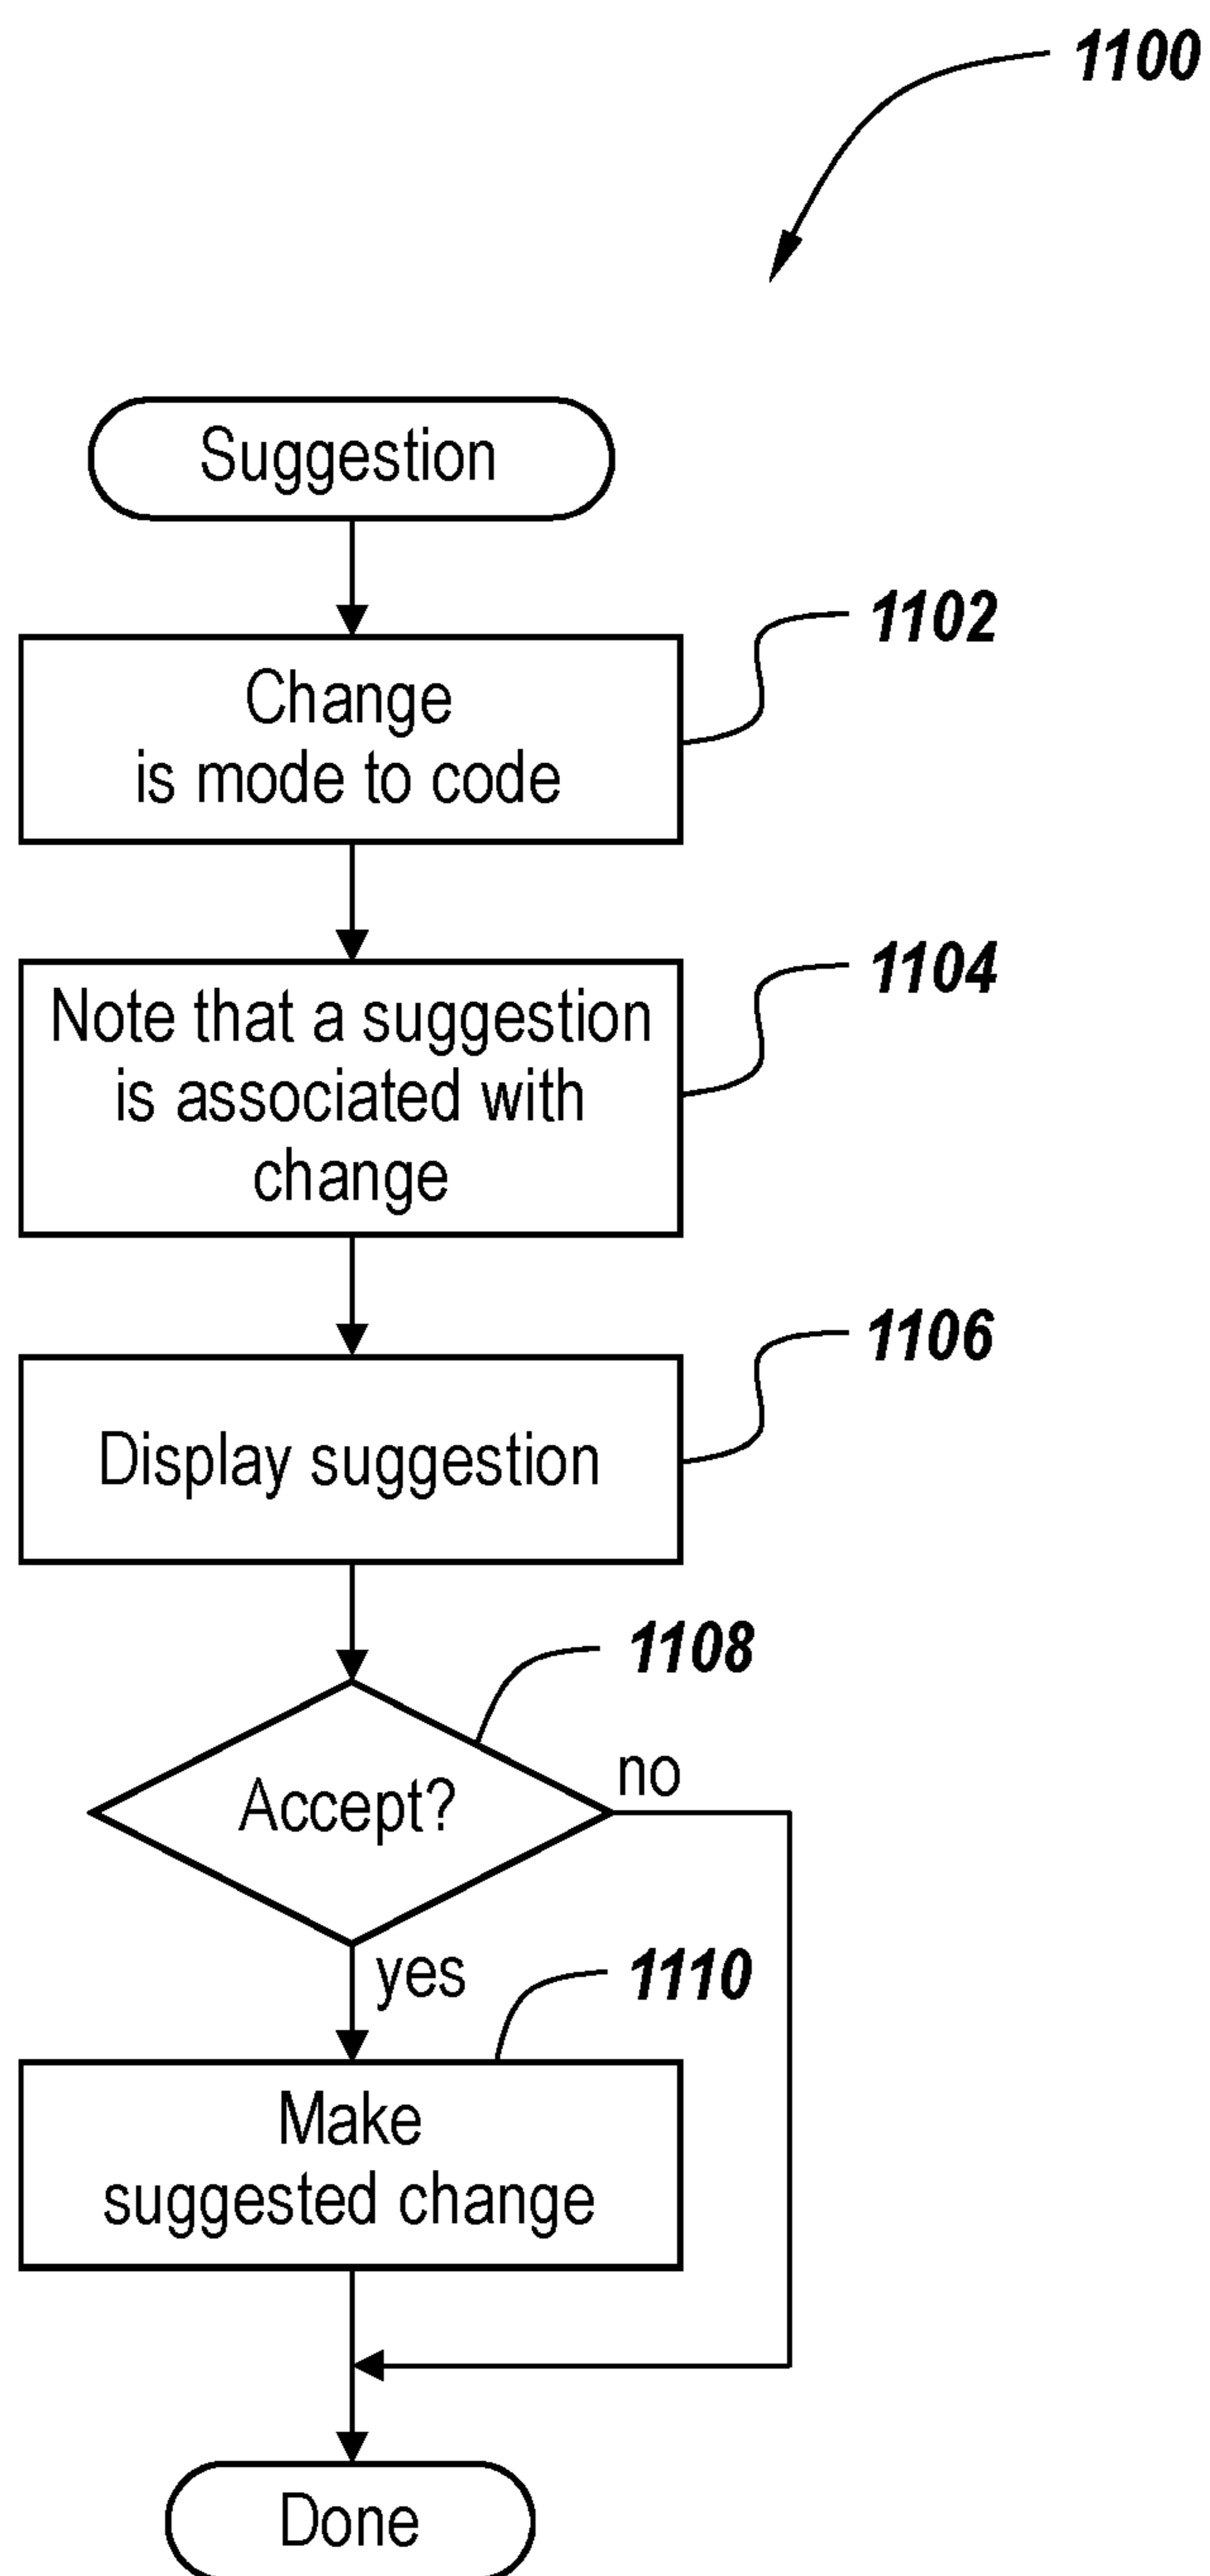 1100
Suggestion
1102
Change
is mode to code
1104
Note that a suggestion
is associated with
change
1106
Display suggestion
1108
Accept?
no
yes
1110
Make
suggested change
Done